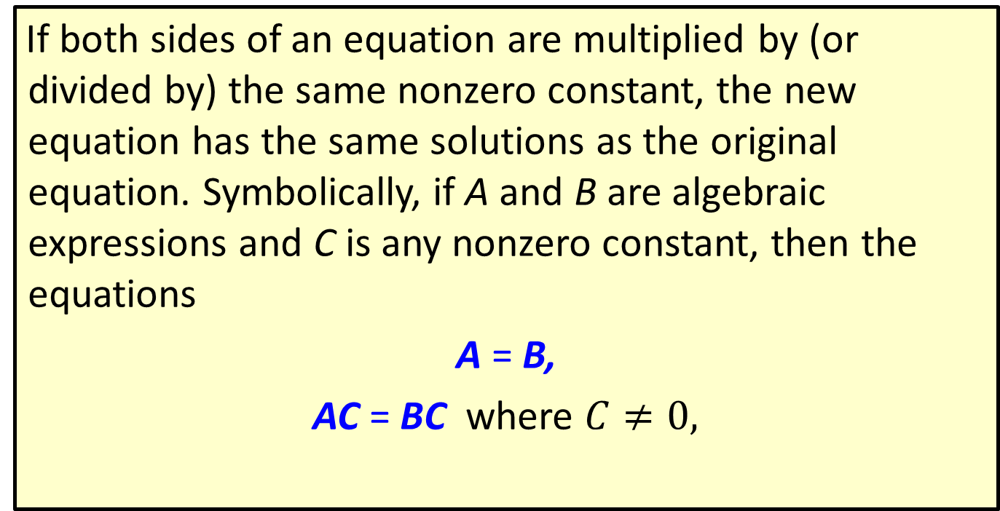 If both sides of an equation are multiplied by (or
divided by) the same nonzero constant, the new
equation has the same solutions as the original
equation. Symbolically, if A and B are algebraic
expressions and C is any nonzero constant, then the
equations
A = B,
AC = BC where C ≠ 0,